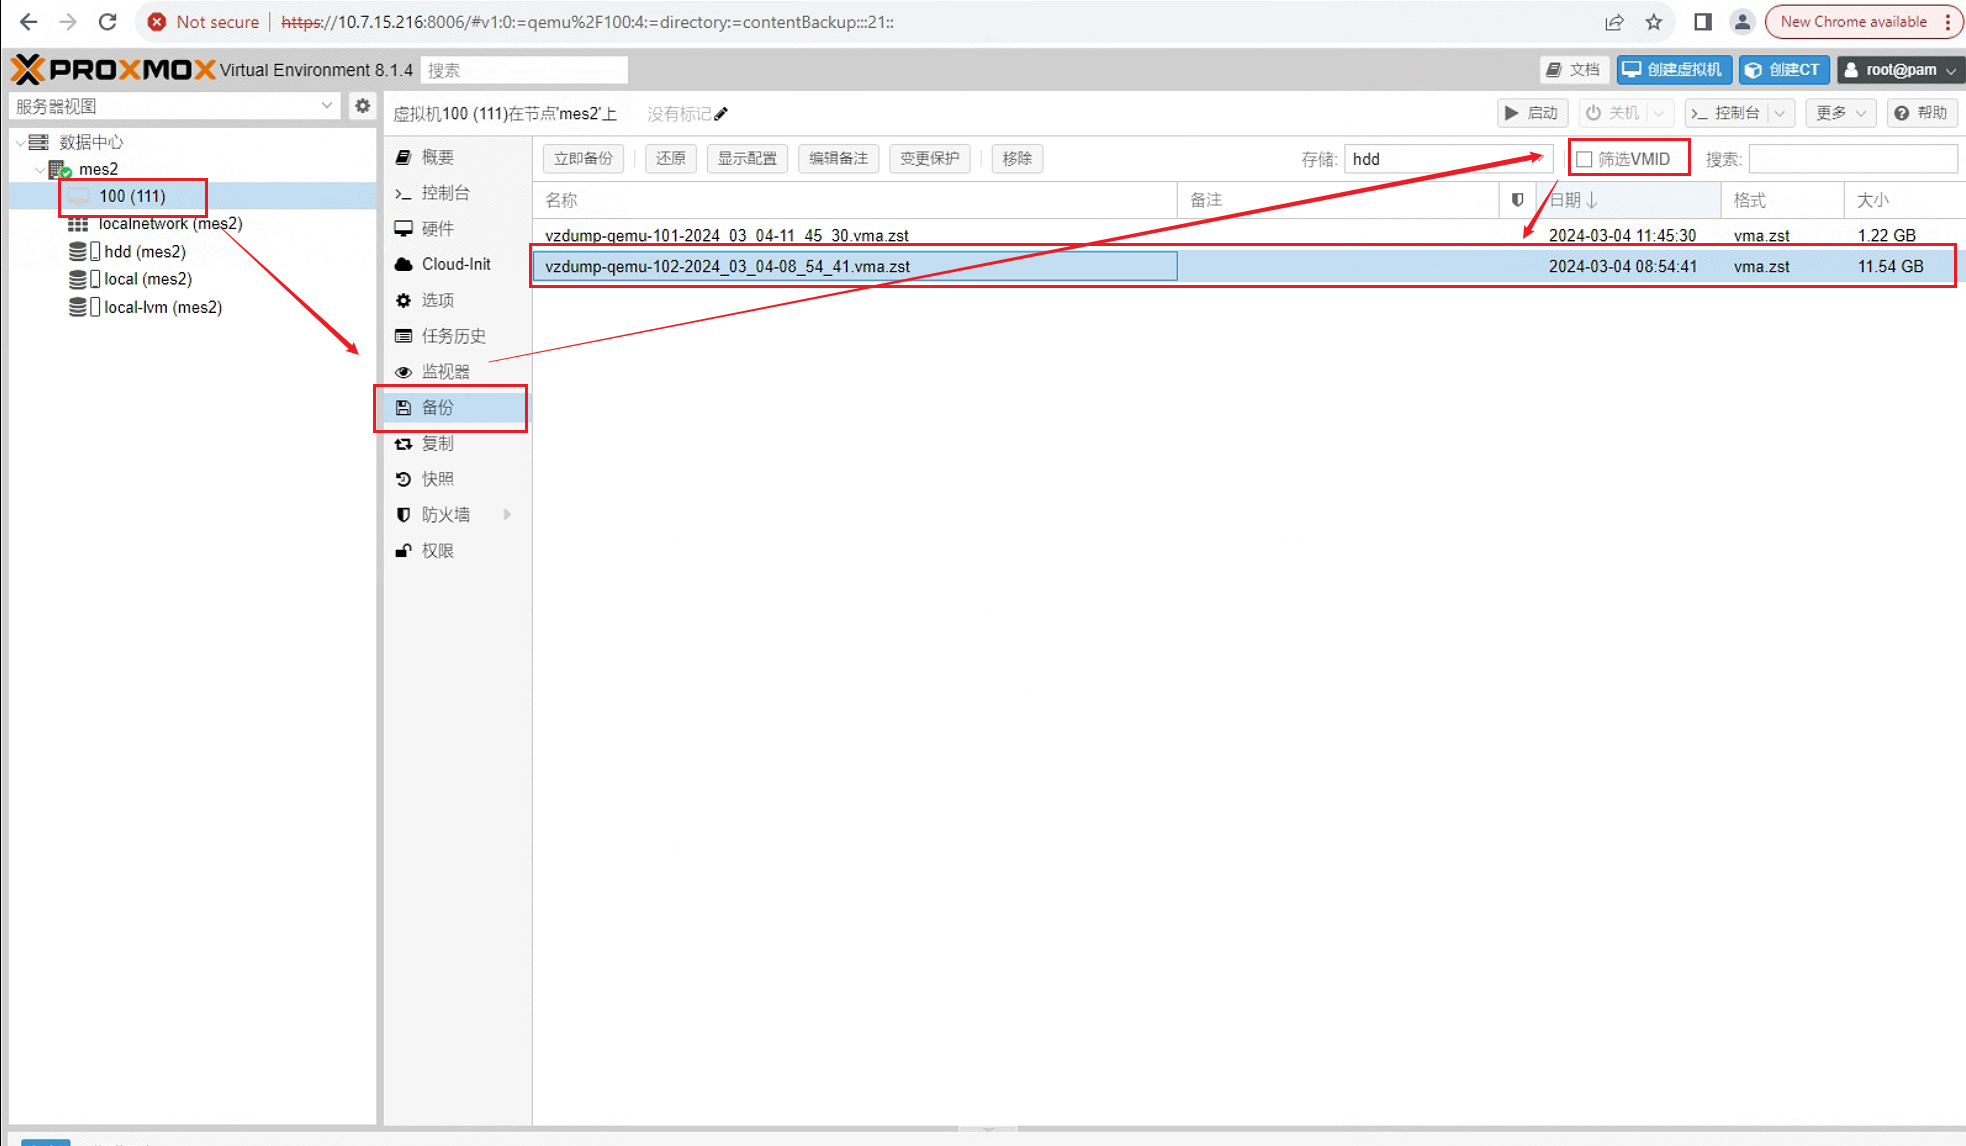 Not secure https://10.7.15.216:8006/#v1:0:=qemu%2F100:4:=directory:=contentBackup:::21:: New Chrome available
PROXMOX Virtual Environment 8.1.4 搜索 文档 创建虚拟机 创建CT root@pam
服务器视图
虚拟机100 (111)在节点'mes2'上 没有标记 启动 关机 控制台 更多 帮助
数据中心
mes2
100 (111)
localnetwork (mes2)
hdd (mes2)
local (mes2)
local-lvm (mes2)
概要
控制台
硬件
Cloud-Init
选项
任务历史
监视器
备份
复制
快照
防火墙
权限
立即备份 还原 显示配置 编辑备注 变更保护 移除 存储: hdd 筛选VMID 搜索:
名称 备注 日期 格式 大小
vzdump-qemu-101-2024_03_04-11_45_30.vma.zst 2024-03-04 11:45:30 vma.zst 1.22 GB
vzdump-qemu-102-2024_03_04-08_54_41.vma.zst 2024-03-04 08:54:41 vma.zst 11.54 GB